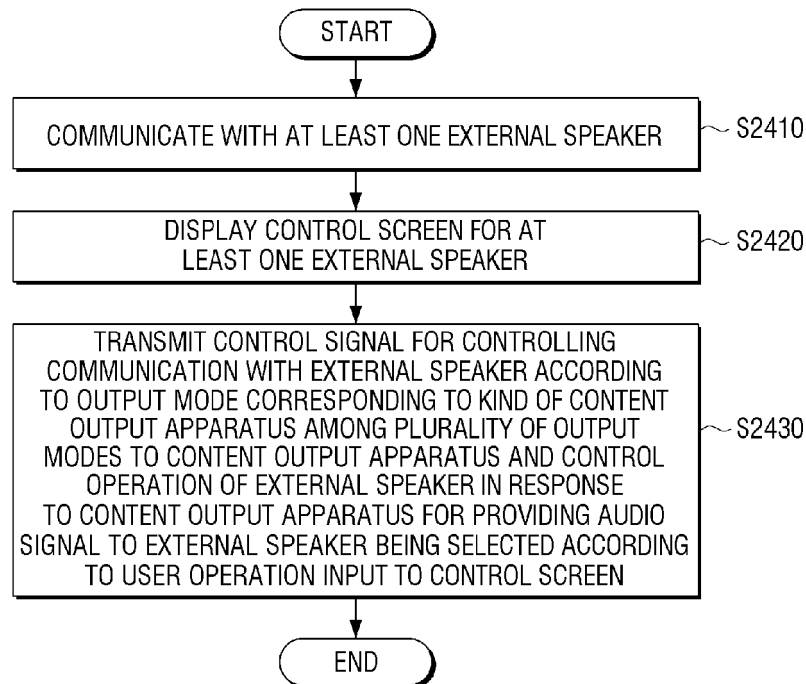 START
COMMUNICATE WITH AT LEAST ONE EXTERNAL SPEAKER
S2410
DISPLAY CONTROL SCREEN FOR AT
LEAST ONE EXTERNAL SPEAKER
S2420
TRANSMIT CONTROL SIGNAL FOR CONTROLLING
COMMUNICATION WITH EXTERNAL SPEAKER ACCORDING
TO OUTPUT MODE CORRESPONDING TO KIND OF CONTENT
OUTPUT APPARATUS AMONG PLURALITY OF OUTPUT
MODES TO CONTENT OUTPUT APPARATUS AND CONTROL
OPERATION OF EXTERNAL SPEAKER IN RESPONSE
TO CONTENT OUTPUT APPARATUS FOR PROVIDING AUDIO
SIGNAL TO EXTERNAL SPEAKER BEING SELECTED ACCORDING
TO USER OPERATION INPUT TO CONTROL SCREEN
S2430
END